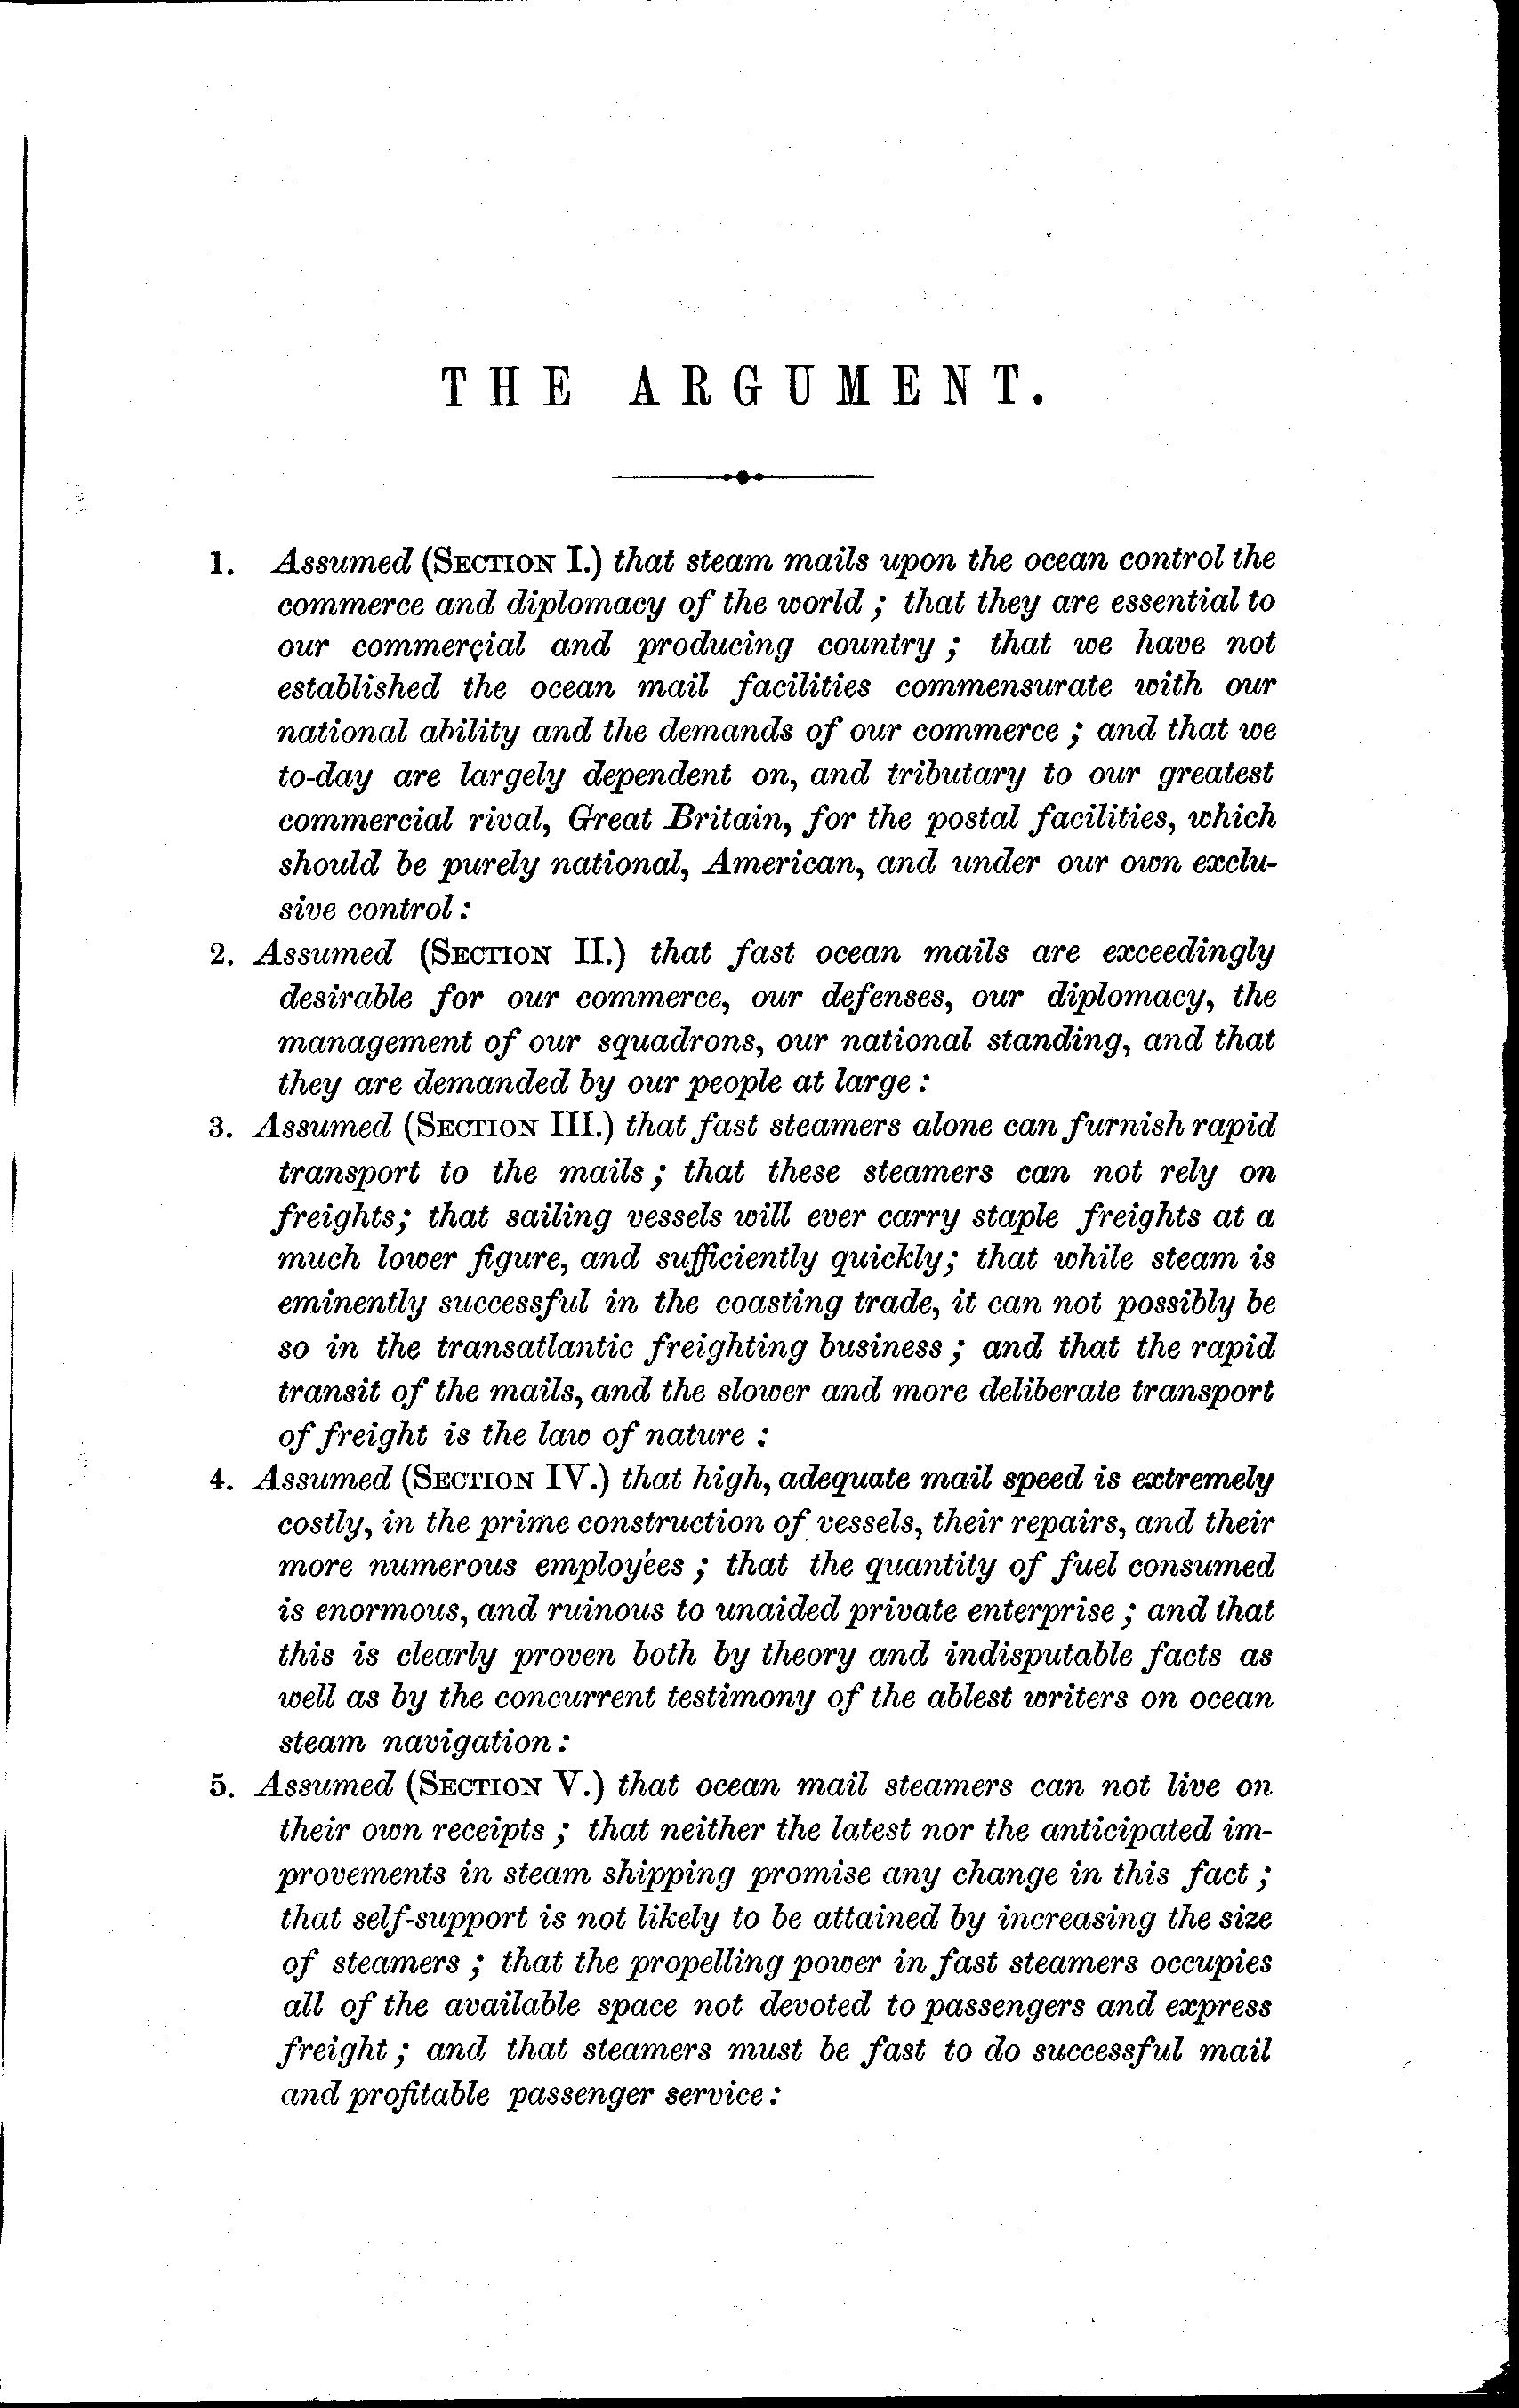 THE ARGUMENT.
1. Assumed (Section I.) that steam mails upon the ocean control the
commerce and diplomacy of the world; that they are essential to
our commercial and producing country; that we have not
established the ocean mail facilities commensurate with our
national ability and the demands of our commerce; and that we
to-day are largely dependent on, and tributary to our greatest
commercial rival, Great Britain, for the postal facilities, which
should be purely national, American, and under our own exclu-
sive control:
2. Assumed (Section II.) that fast ocean mails are exceedingly
desirable for our commerce, our defenses, our diplomacy, the
management of our squadrons, our national standing, and that
they are demanded by our people at large:
3. Assumed (Section III.) that fast steamers alone can furnish rapid
transport to the mails; that these steamers can not rely on
freights; that sailing vessels will ever carry staple freights at a
much lower figure, and sufficiently quickly; that while steam is
eminently successful in the coasting trade, it can not possibly be
so in the transatlantic freighting business; and that the rapid
transit of the mails, and the slower and more deliberate transport
of freight is the law of nature:
4. Assumed (Section IV.) that high, adequate mail speed is extremely
costly, in the prime construction of vessels, their repairs, and their
more numerous employées; that the quantity of fuel consumed
is enormous, and ruinous to unaided private enterprise; and that
this is clearly proven both by theory and indisputable facts as
well as by the concurrent testimony of the ablest writers on ocean
steam navigation:
5. Assumed (Section V.) that ocean mail steamers can not live on
their own receipts; that neither the latest nor the anticipated im-
provements in steam shipping promise any change in this fact;
that self-support is not likely to be attained by increasing the size
of steamers; that the propelling power in fast steamers occupies
all of the available space not devoted to passengers and express
freight; and that steamers must be fast to do successful mail
and profitable passenger service: